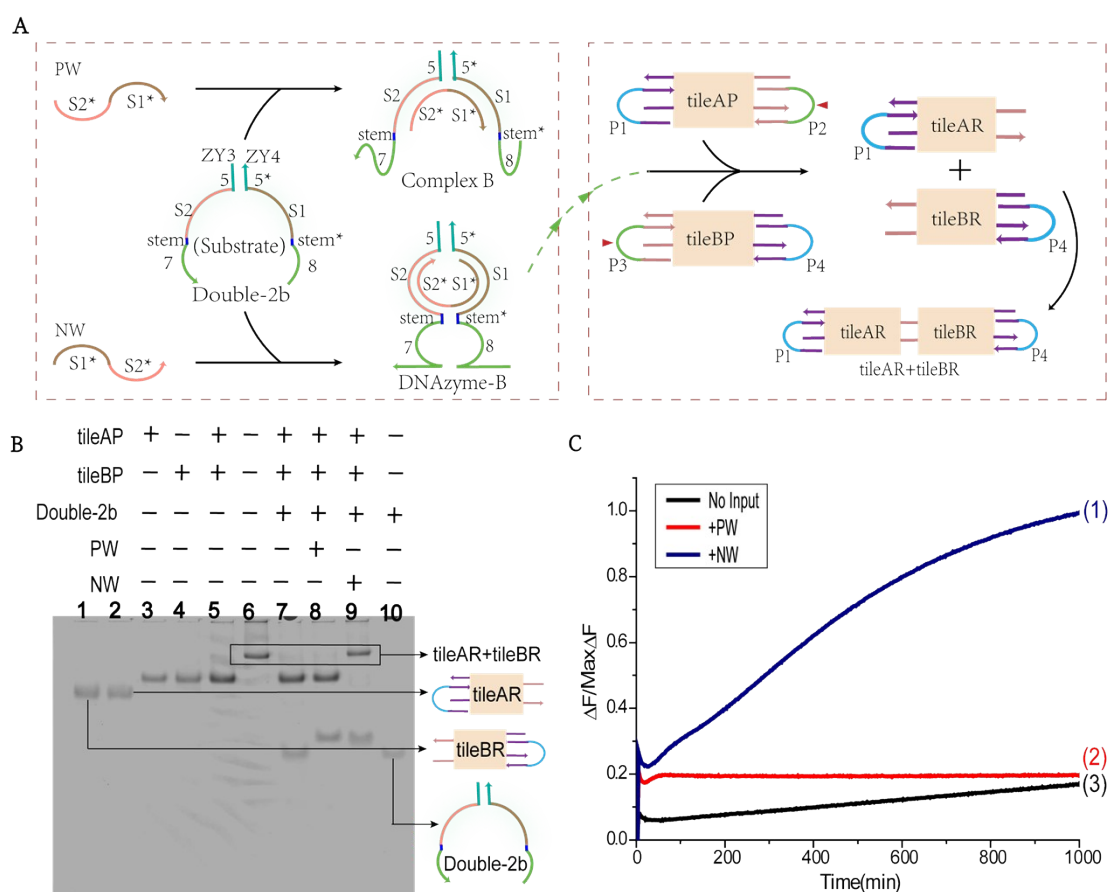 A
PW
S2*
S1*
ZY3 ZY4
5 5*
S2 S1
stem (Substrate) stem*
7 8
Double-2b
NW
S1*
S2*
5 5*
S2 S1
S2* S1*
stem stem*
7 8
Complex B
5 5*
S2 S1
S2* S1*
stem stem*
7 8
DNAzyme-B
tileAP
P1 P2
tileBP
P3 P4
tileAR
P1
+
tileBR
P4
tileAR tileBR
P1 P4
tileAR+tileBR
B
tileAP + − + − + + + −
tileBP − + + − + + + −
Double-2b − − − − + + + +
PW − − − − − + − −
NW − − − − − − + −
1 2 3 4 5 6 7 8 9 10
tileAR+tileBR
tileAR
tileBR
Double-2b
C
No Input
+PW
+NW
(1)
(2)
(3)
ΔF/MaxΔF
1.0
0.8
0.6
0.4
0.2
0.0
0 200 400 600 800 1000
Time(min)